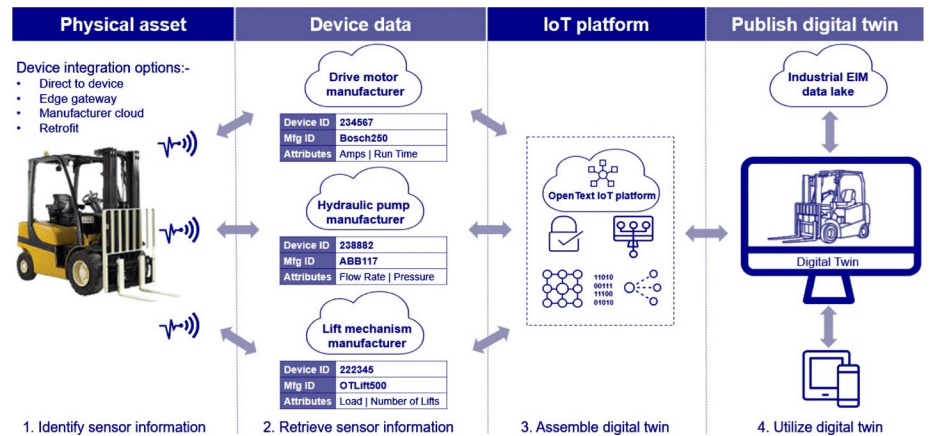 Physical asset
Device data
IoT platform
Publish digital twin
Device integration options:-
• Direct to device
• Edge gateway
• Manufacturer cloud
• Retrofit
Drive motor
manufacturer
Device ID 234567
Mfg ID Bosch250
Attributes Amps | Run Time
Hydraulic pump
manufacturer
Device ID 238882
Mfg ID ABB117
Attributes Flow Rate | Pressure
Lift mechanism
manufacturer
Device ID 222345
Mfg ID OTLift500
Attributes Load | Number of Lifts
OpenText IoT platform
11010
00111
11100
01010
Industrial EIM
data lake
Digital Twin
1. Identify sensor information
2. Retrieve sensor information
3. Assemble digital twin
4. Utilize digital twin